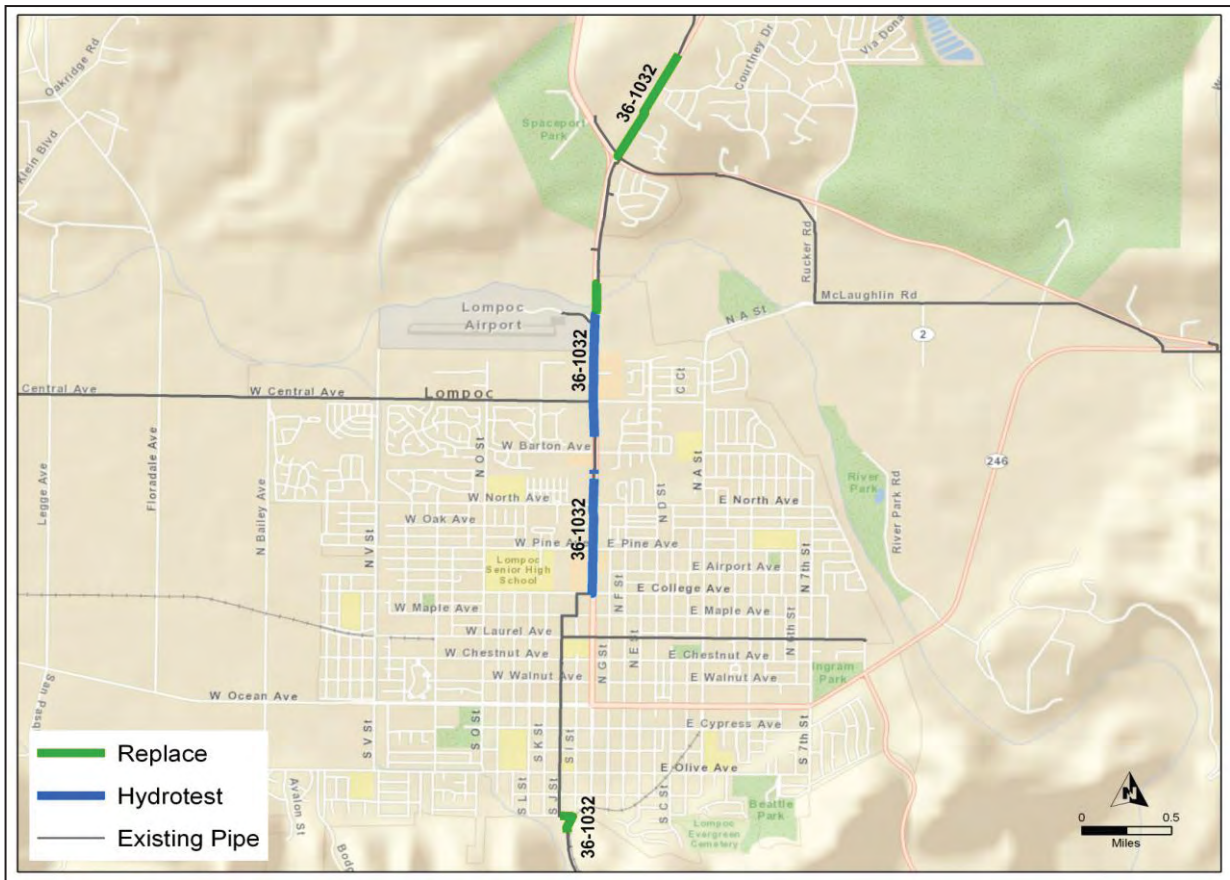 Oakridge Rd
Klein Blvd
Courtney Dr
Via Dona
36-1032
Spaceport
Park
Rucker Rd
McLaughlin Rd
N A St
2
Lompoc
Airport
36-1032
C Ct
Central Ave
W Central Ave
Lompoc
W Barton Ave
N O St
N A St
246
River
Park
River Park Rd
Legge Ave
Floradale Ave
N Bailey Ave
N V St
W North Ave
E North Ave
N D St
W Oak Ave
36-1032
W Pine Ave
E Pine Ave
Lompoc
Senior High
School
E Airport Ave
N 7th St
E College Ave
N F St
W Maple Ave
E Maple Ave
N 6th St
W Laurel Ave
N E St
W Chestnut Ave
E Chestnut Ave
N G St
W Walnut Ave
E Walnut Ave
Ingram
Park
W Ocean Ave
San Pasq
E Cypress Ave
S V St
S O St
S K St
S I St
S 7th St
E Olive Ave
S L St
S J St
S C St
Avalon St
Beattie
Park
Lompoc
Evergreen
Cemetery
36-1032
Replace
Hydrotest
Existing Pipe
N
0 0.5
Miles